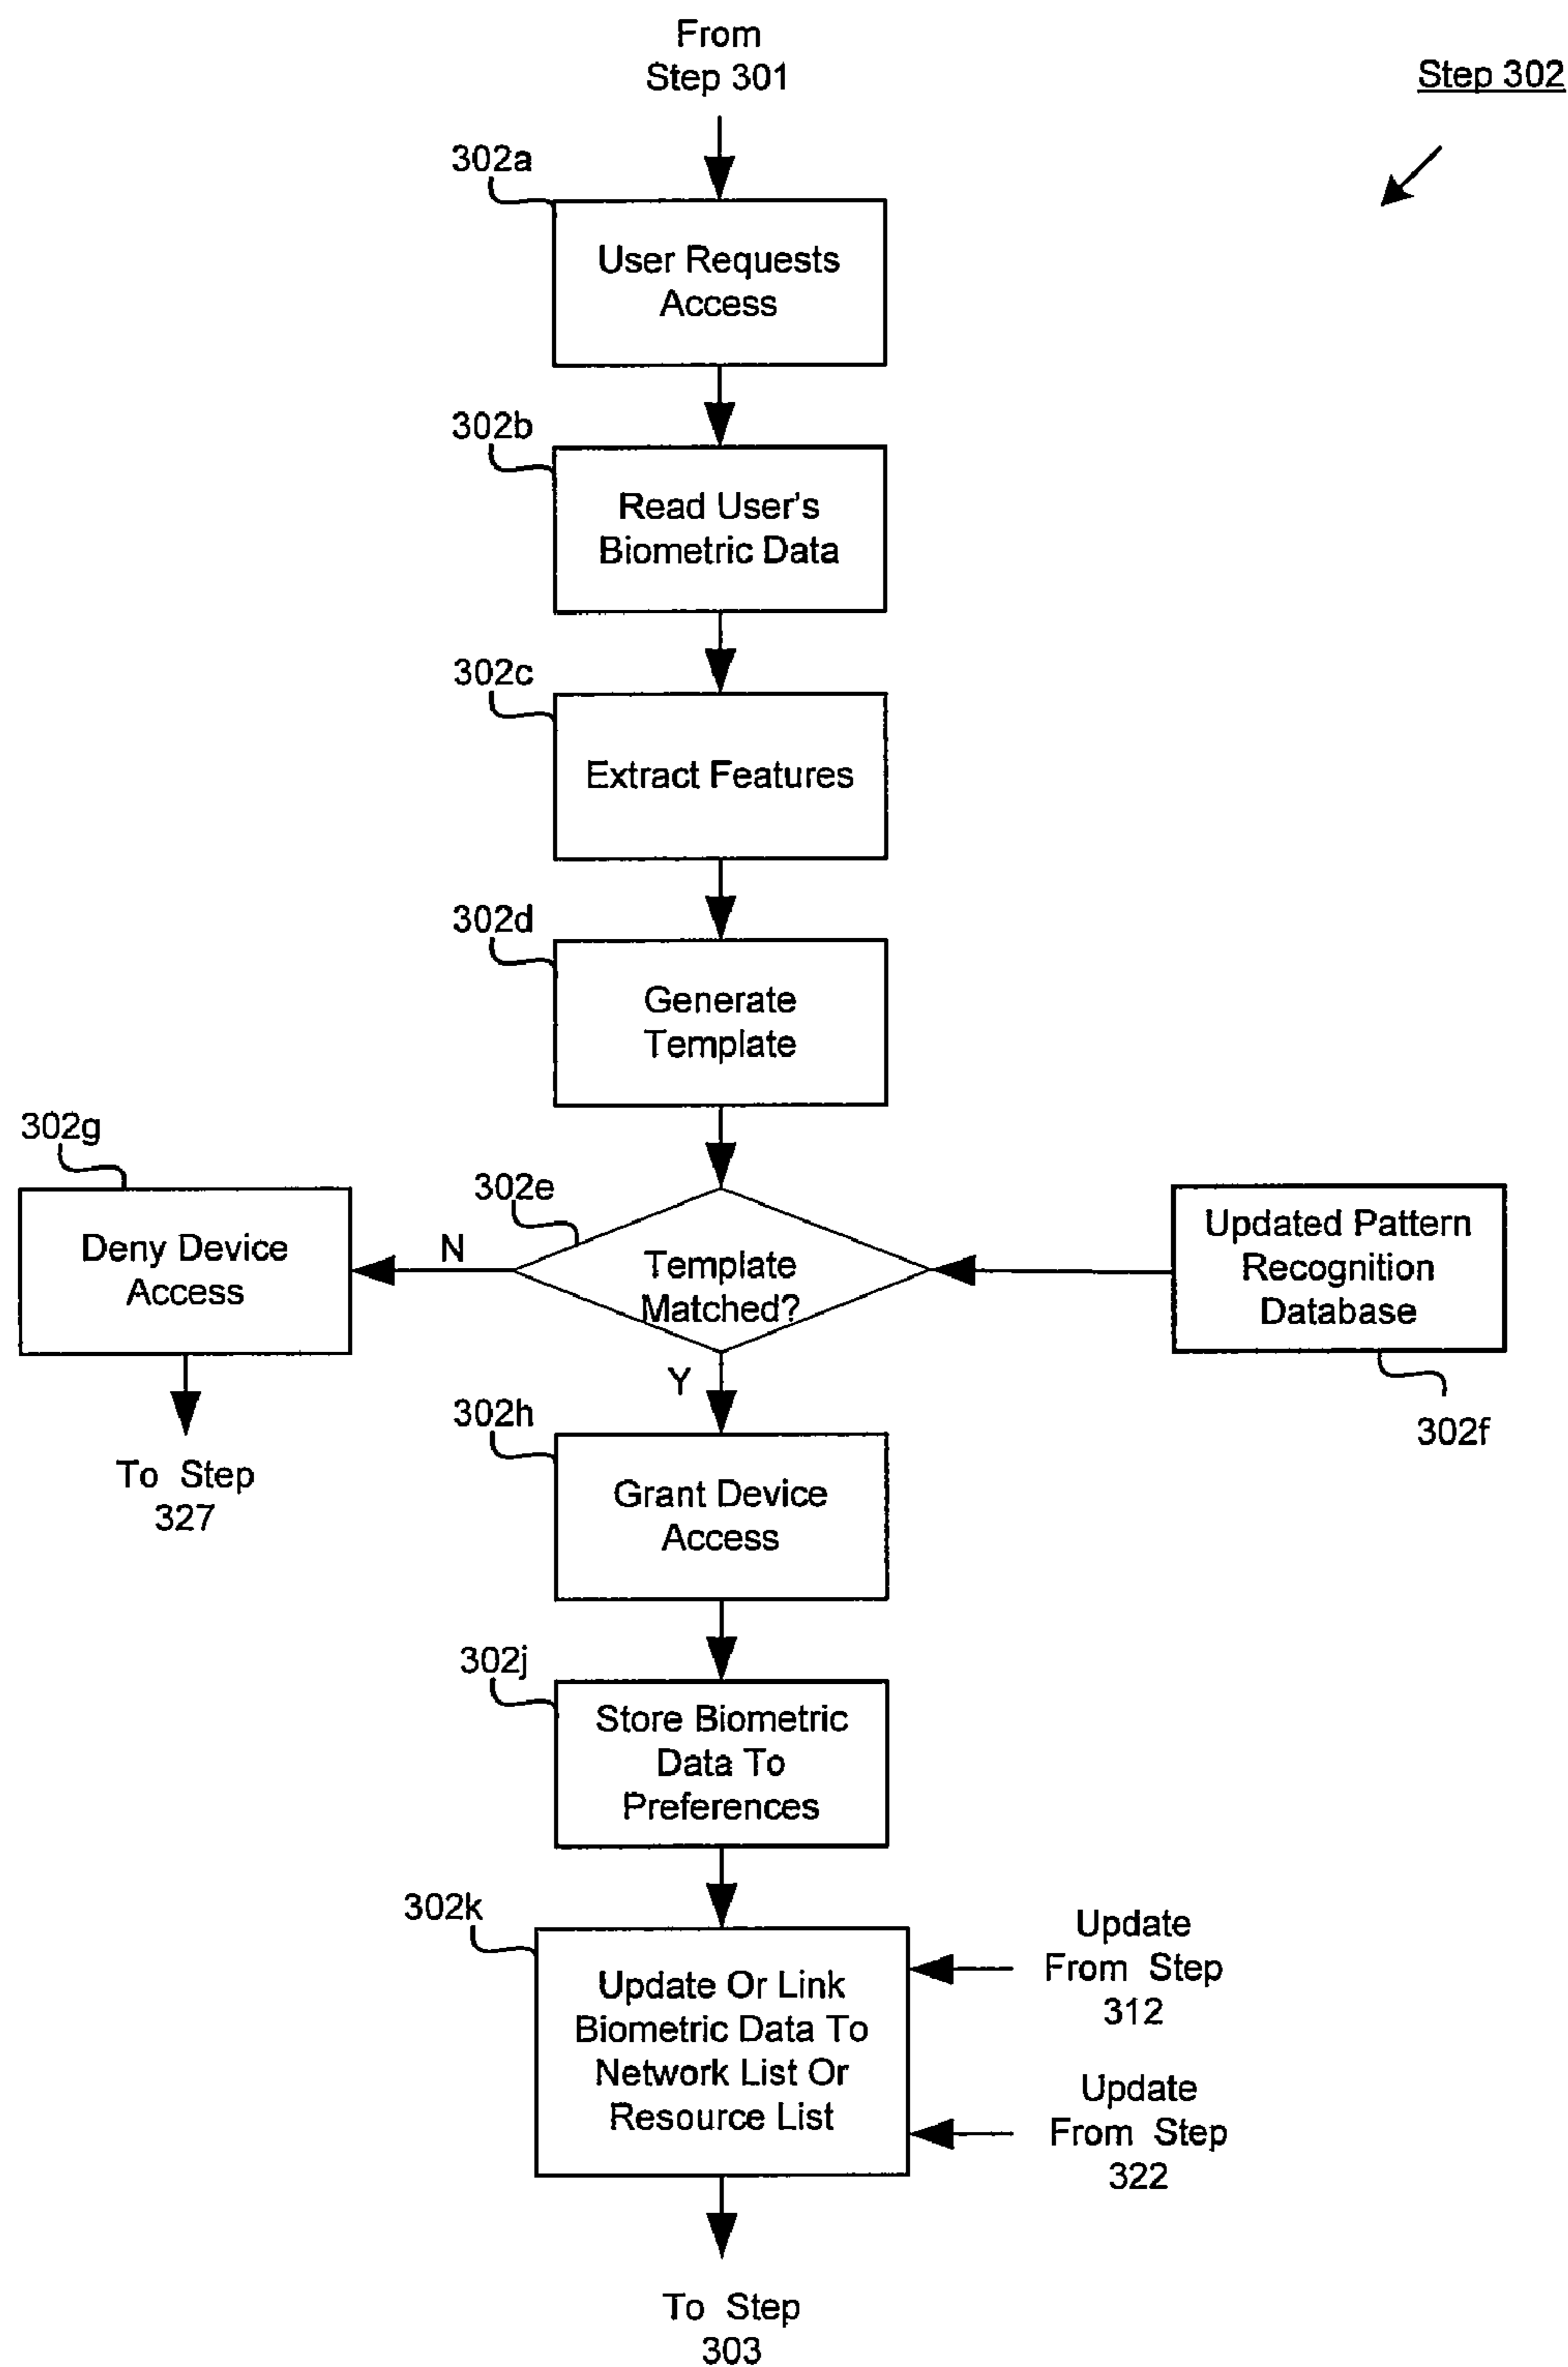 From
Step 301
Step 302
302a
User Requests
Access
302b
Read User's
Biometric Data
302c
Extract Features
302d
Generate
Template
302g
Deny Device
Access
N
302e
Template
Matched?
Updated Pattern
Recognition
Database
302f
Y
To Step
327
302h
Grant Device
Access
302j
Store Biometric
Data To
Preferences
302k
Update Or Link
Biometric Data To
Network List Or
Resource List
Update
From Step
312
Update
From Step
322
To Step
303